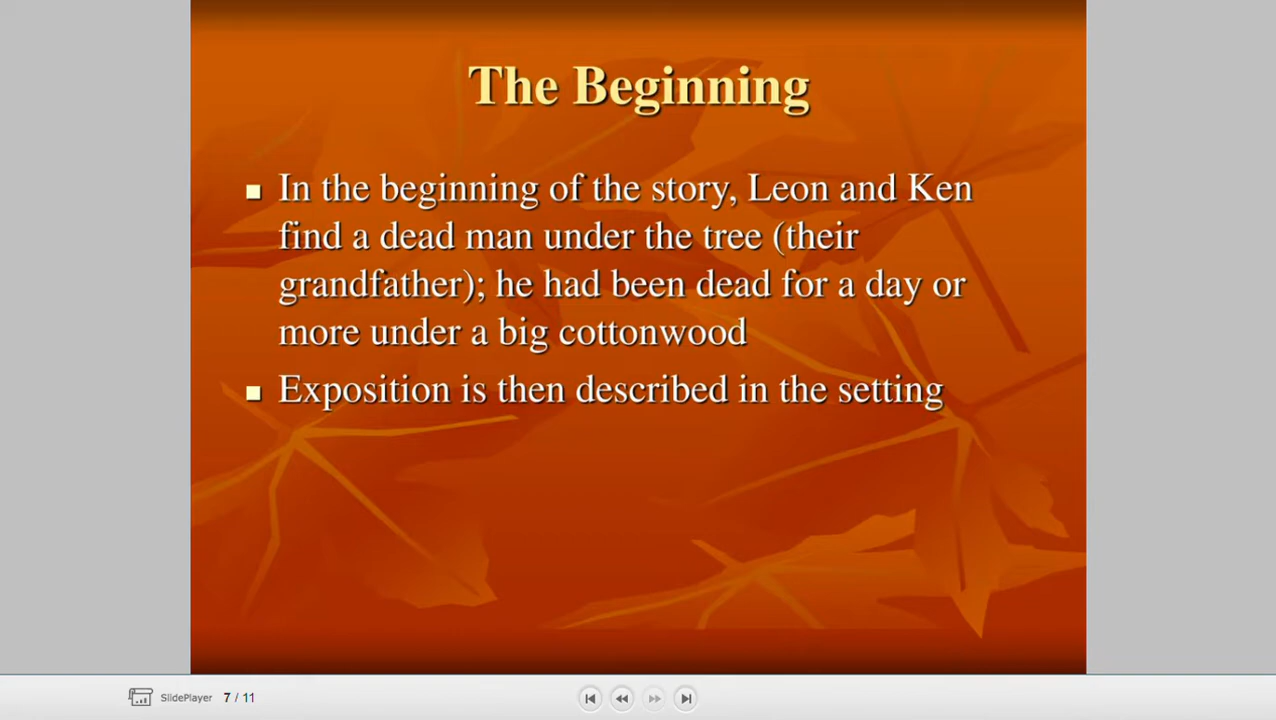 The Beginning
In the beginning of the story, Leon and Ken
find a dead man under the tree (their
grandfather); he had been dead for a day or
more under a big cottonwood
Exposition is then described in the setting
SlidePlayer 7 / 11